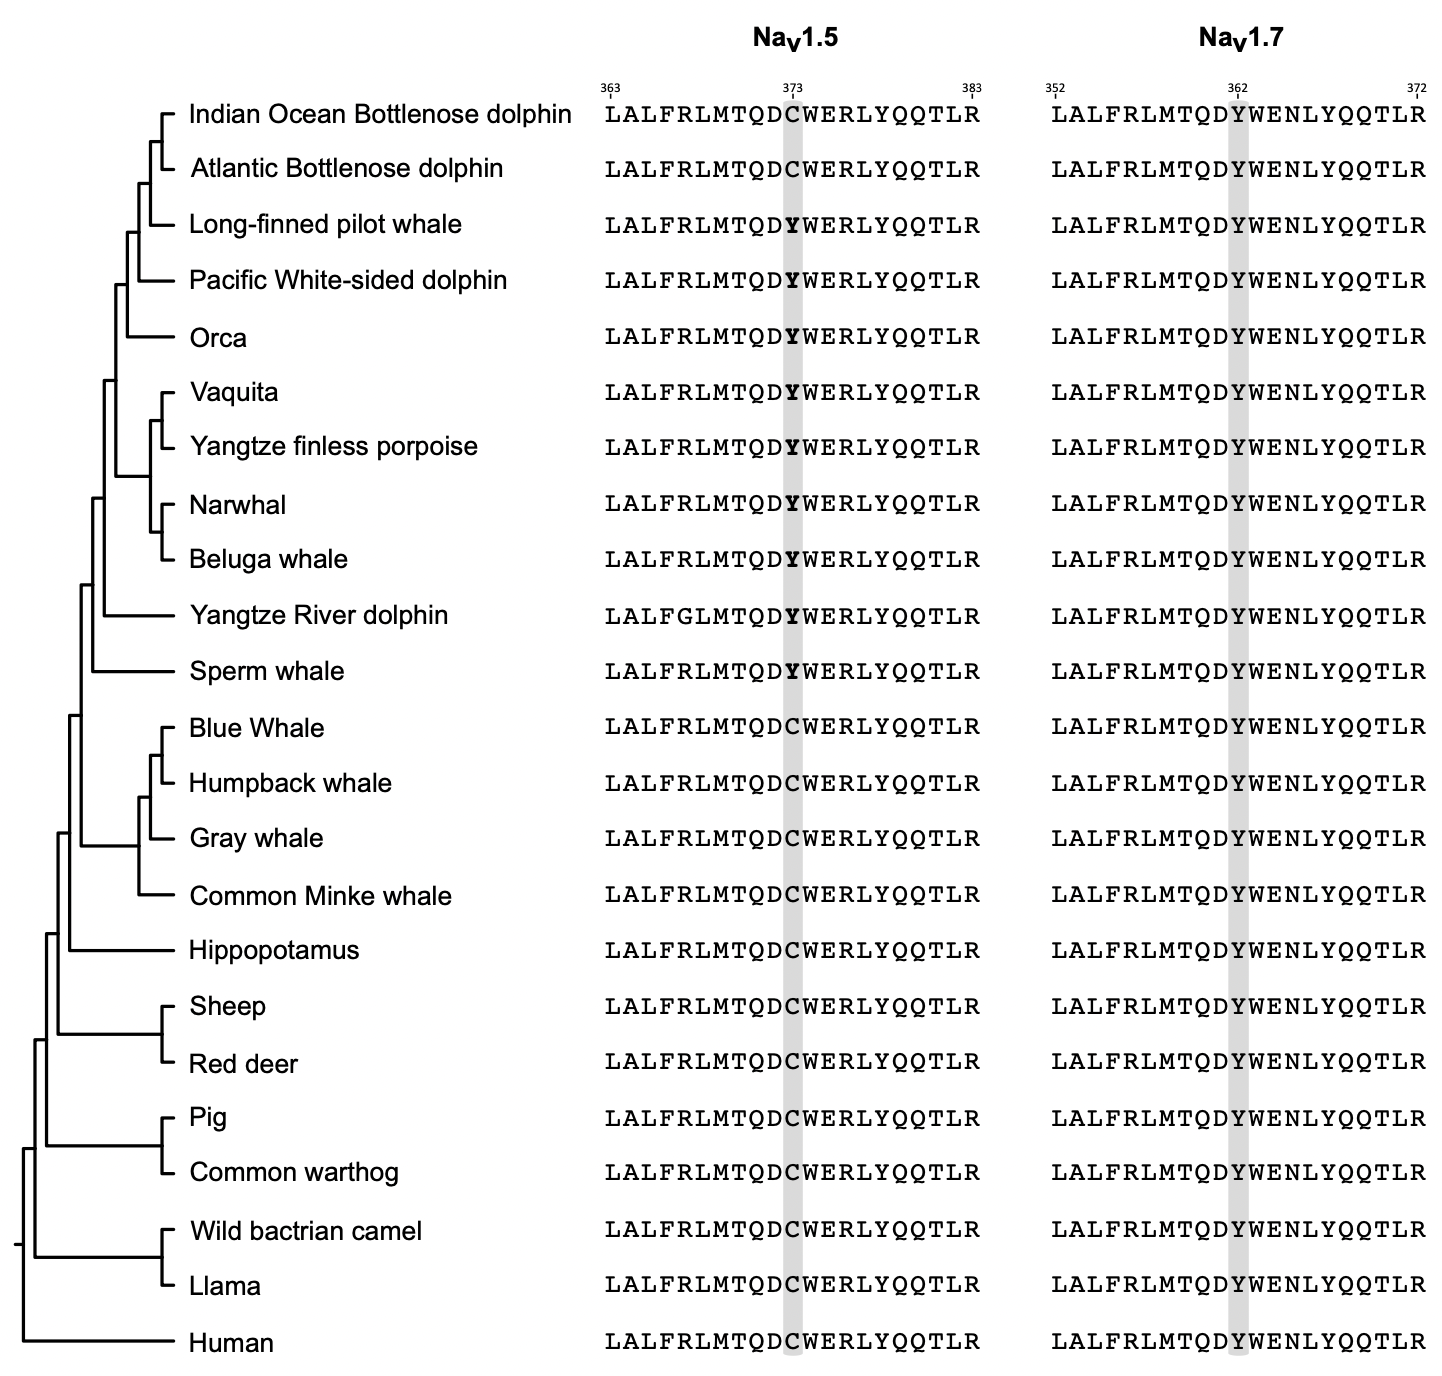 Nav1.5 Nav1.7
363 373 383 352 362 372
Indian Ocean Bottlenose dolphin LALFRLMTQDCWERLYQQTLR LALFRLMTQDYWENLYQQTLR
Atlantic Bottlenose dolphin LALFRLMTQDCWERLYQQTLR LALFRLMTQDYWENLYQQTLR
Long-finned pilot whale LALFRLMTQDYWERLYQQTLR LALFRLMTQDYWENLYQQTLR
Pacific White-sided dolphin LALFRLMTQDYWERLYQQTLR LALFRLMTQDYWENLYQQTLR
Orca LALFRLMTQDYWERLYQQTLR LALFRLMTQDYWENLYQQTLR
Vaquita LALFRLMTQDYWERLYQQTLR LALFRLMTQDYWENLYQQTLR
Yangtze finless porpoise LALFRLMTQDYWERLYQQTLR LALFRLMTQDYWENLYQQTLR
Narwhal LALFRLMTQDYWERLYQQTLR LALFRLMTQDYWENLYQQTLR
Beluga whale LALFRLMTQDYWERLYQQTLR LALFRLMTQDYWENLYQQTLR
Yangtze River dolphin LALFGLMTQDYWERLYQQTLR LALFRLMTQDYWENLYQQTLR
Sperm whale LALFRLMTQDYWERLYQQTLR LALFRLMTQDYWENLYQQTLR
Blue Whale LALFRLMTQDCWERLYQQTLR LALFRLMTQDYWENLYQQTLR
Humpback whale LALFRLMTQDCWERLYQQTLR LALFRLMTQDYWENLYQQTLR
Gray whale LALFRLMTQDCWERLYQQTLR LALFRLMTQDYWENLYQQTLR
Common Minke whale LALFRLMTQDCWERLYQQTLR LALFRLMTQDYWENLYQQTLR
Hippopotamus LALFRLMTQDCWERLYQQTLR LALFRLMTQDYWENLYQQTLR
Sheep LALFRLMTQDCWERLYQQTLR LALFRLMTQDYWENLYQQTLR
Red deer LALFRLMTQDCWERLYQQTLR LALFRLMTQDYWENLYQQTLR
Pig LALFRLMTQDCWERLYQQTLR LALFRLMTQDYWENLYQQTLR
Common warthog LALFRLMTQDCWERLYQQTLR LALFRLMTQDYWENLYQQTLR
Wild bactrian camel LALFRLMTQDCWERLYQQTLR LALFRLMTQDYWENLYQQTLR
Llama LALFRLMTQDCWERLYQQTLR LALFRLMTQDYWENLYQQTLR
Human LALFRLMTQDCWERLYQQTLR LALFRLMTQDYWENLYQQTLR